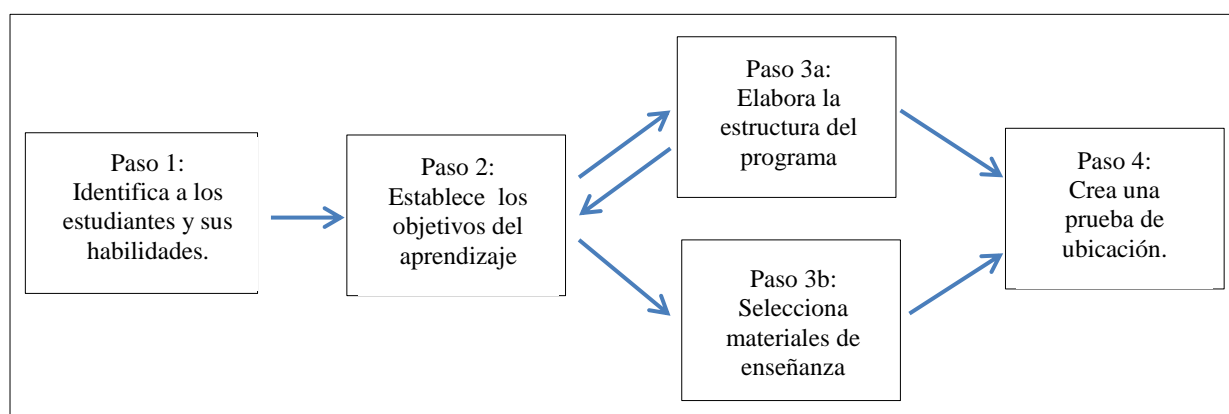 Paso 1:
Identifica a los
estudiantes y sus
habilidades.
Paso 2:
Establece los
objetivos del
aprendizaje
Paso 3a:
Elabora la
estructura del
programa
Paso 3b:
Selecciona
materiales de
enseñanza
Paso 4:
Crea una
prueba de
ubicación.